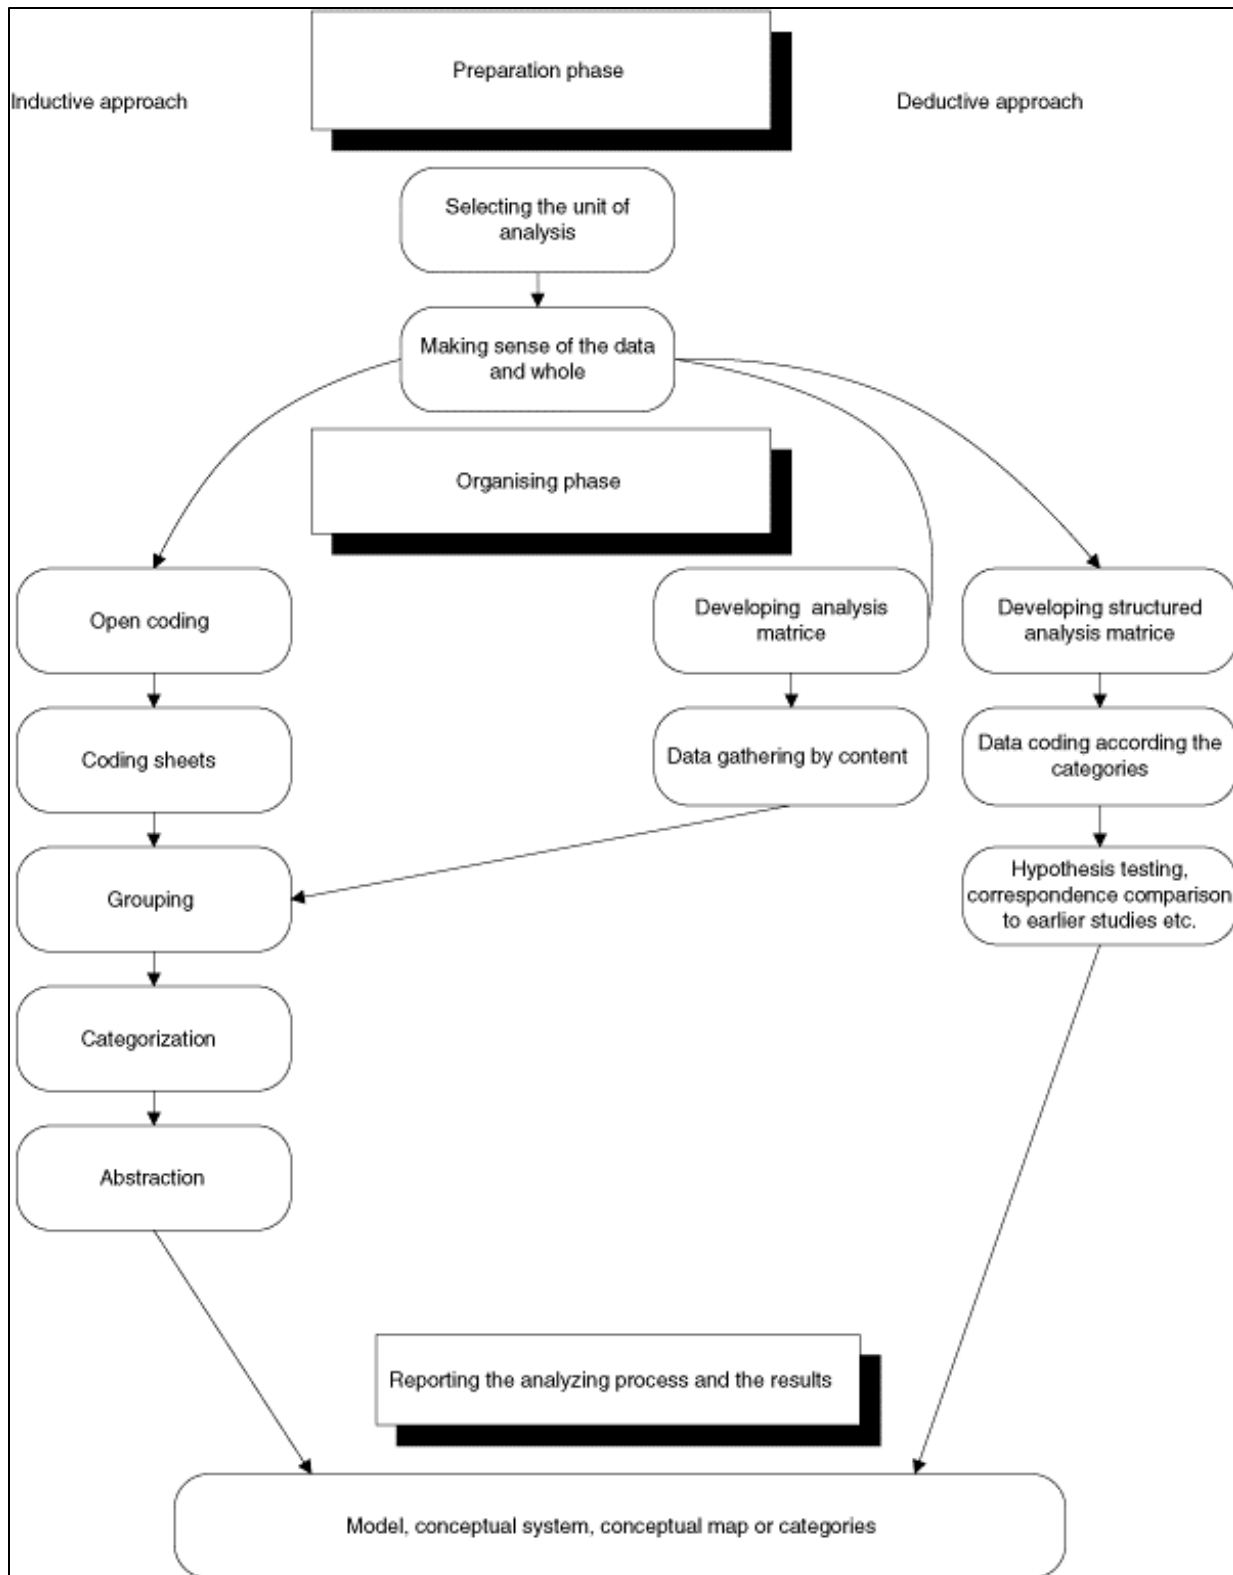 Preparation phase
Inductive approach
Deductive approach
Selecting the unit of
analysis
Making sense of the data
and whole
Organising phase
Open coding
Developing analysis
matrice
Developing structured
analysis matrice
Coding sheets
Data gathering by content
Data coding according the
categories
Grouping
Hypothesis testing,
correspondence comparison
to earlier studies etc.
Categorization
Abstraction
Reporting the analyzing process and the results
Model, conceptual system, conceptual map or categories